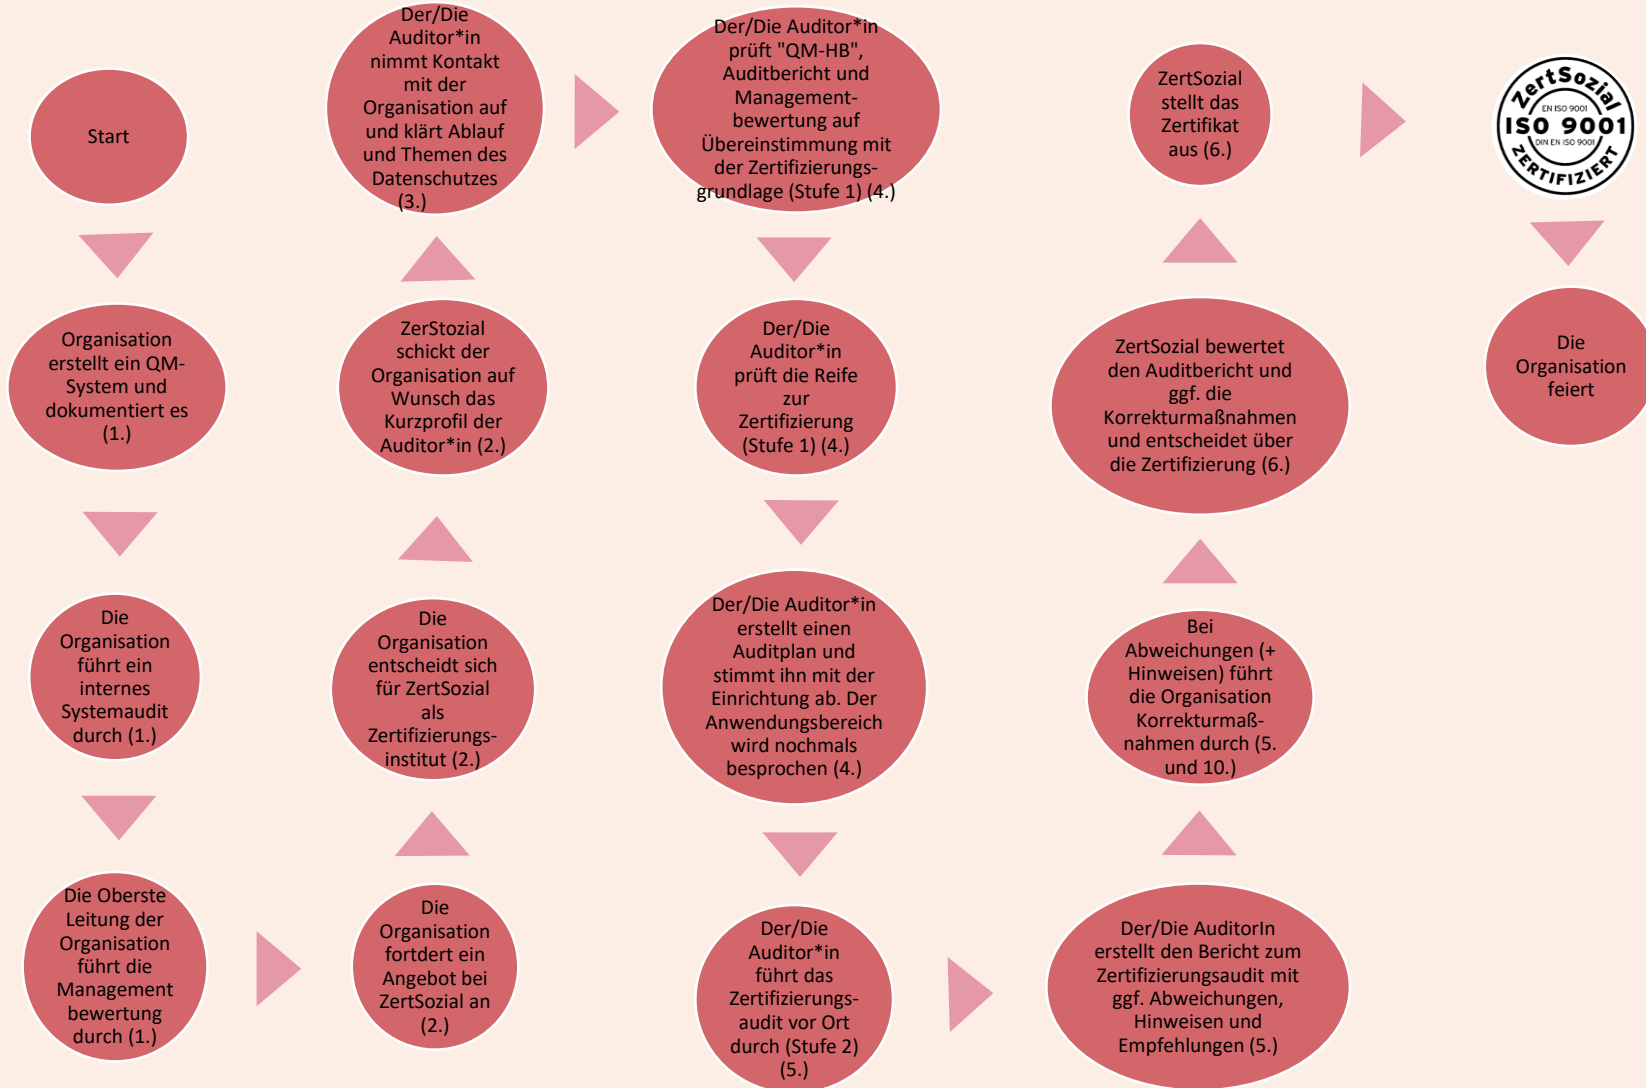 Start
Organisation
erstellt ein QM-
System und
dokumentiert es
(1.)
Die
Organisation
führt ein
internes
Systemaudit
durch (1.)
Die Oberste
Leitung der
Organisation
führt die
Management
bewertung
durch (1.)
Die
Organisation
fortdert ein
Angebot bei
ZertSozial an
(2.)
Die
Organisation
entscheidet sich
für ZertSozial
als
Zertifizierungs-
institut (2.)
ZerStozial
schickt der
Organisation auf
Wunsch das
Kurzprofil der
Auditor*in (2.)
Der/Die
Auditor*in
nimmt Kontakt
mit der
Organisation auf
und klärt Ablauf
und Themen des
Datenschutzes
(3.)
Der/Die Auditor*in
prüft "QM-HB",
Auditbericht und
Management-
bewertung auf
Übereinstimmung mit
der Zertifizierungs-
grundlage (Stufe 1) (4.)
Der/Die
Auditor*in
prüft die Reife
zur
Zertifizierung
(Stufe 1) (4.)
Der/Die Auditor*in
erstellt einen
Auditplan und
stimmt ihn mit der
Einrichtung ab. Der
Anwendungsbereich
wird nochmals
besprochen (4.)
Der/Die
Auditor*in
führt das
Zertifizierungs-
audit vor Ort
durch (Stufe 2)
(5.)
Der/Die AuditorIn
erstellt den Bericht zum
Zertifizierungsaudit mit
ggf. Abweichungen,
Hinweisen und
Empfehlungen (5.)
Bei
Abweichungen (+
Hinweisen) führt
die Organisation
Korrekturmaß-
nahmen durch (5.
und 10.)
ZertSozial bewertet
den Auditbericht und
ggf. die
Korrekturmaßnahmen
und entscheidet über
die Zertifizierung (6.)
ZertSozial
stellt das
Zertifikat
aus (6.)
ZertSozial
EN ISO 9001
ISO 9001
DIN EN ISO 9001
ZERTIFIZIERT
Die
Organisation
feiert